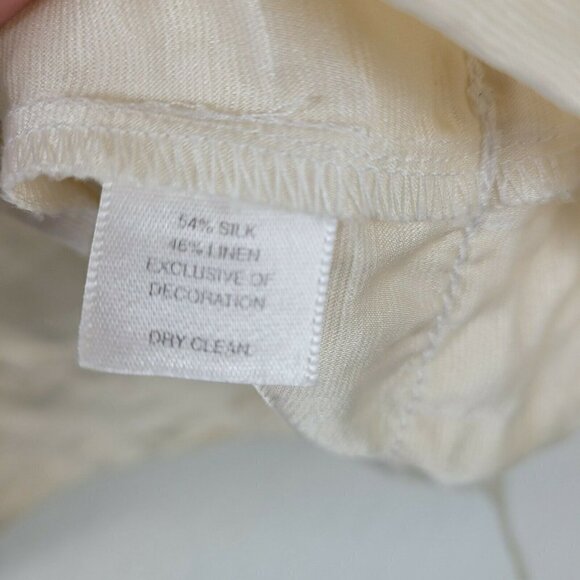 54% SILK
46% LINEN
EXCLUSIVE OF
DECORATION
DRY CLEAN